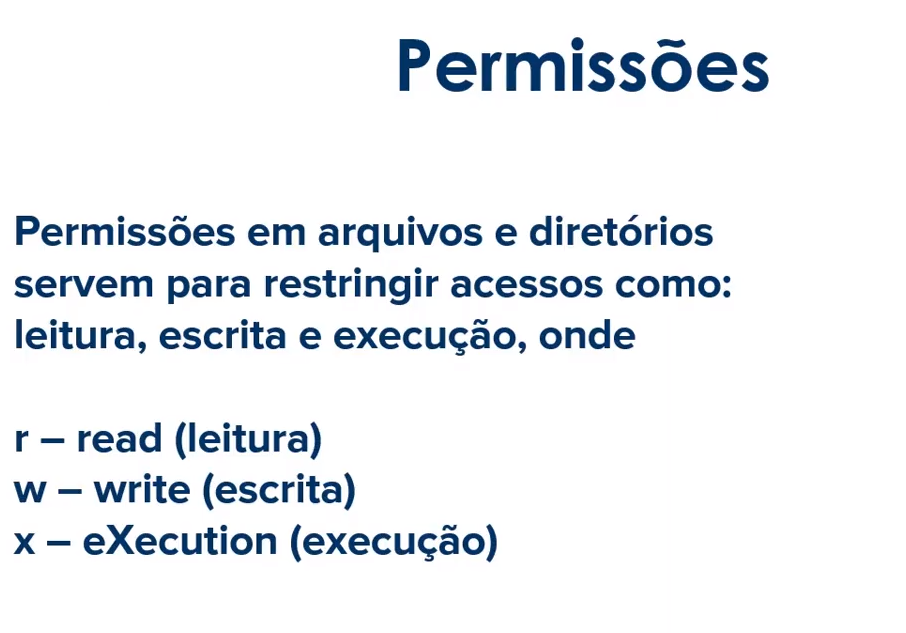 Permissões
Permissões em arquivos e diretórios
servem para restringir acessos como:
leitura, escrita e execução, onde
r – read (leitura)
w – write (escrita)
x – eXecution (execução)